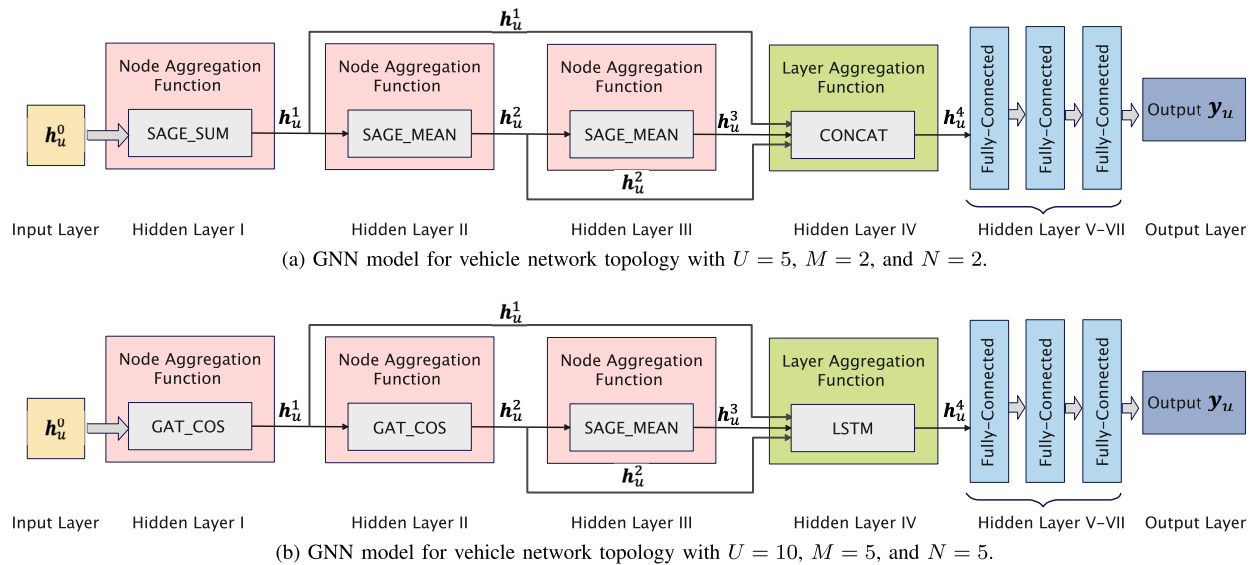 h_u^1
Node Aggregation Function
Node Aggregation Function
Node Aggregation Function
Layer Aggregation Function
h_u^0
SAGE_SUM
h_u^1
SAGE_MEAN
h_u^2
SAGE_MEAN
h_u^3
CONCAT
h_u^4
Fully-Connected
Fully-Connected
Fully-Connected
Output y_u
h_u^2
Input Layer
Hidden Layer I
Hidden Layer II
Hidden Layer III
Hidden Layer IV
Hidden Layer V-VII
Output Layer
(a) GNN model for vehicle network topology with U = 5, M = 2, and N = 2.
h_u^1
Node Aggregation Function
Node Aggregation Function
Node Aggregation Function
Layer Aggregation Function
h_u^0
GAT_COS
h_u^1
GAT_COS
h_u^2
SAGE_MEAN
h_u^3
LSTM
h_u^4
Fully-Connected
Fully-Connected
Fully-Connected
Output y_u
h_u^2
Input Layer
Hidden Layer I
Hidden Layer II
Hidden Layer III
Hidden Layer IV
Hidden Layer V-VII
Output Layer
(b) GNN model for vehicle network topology with U = 10, M = 5, and N = 5.